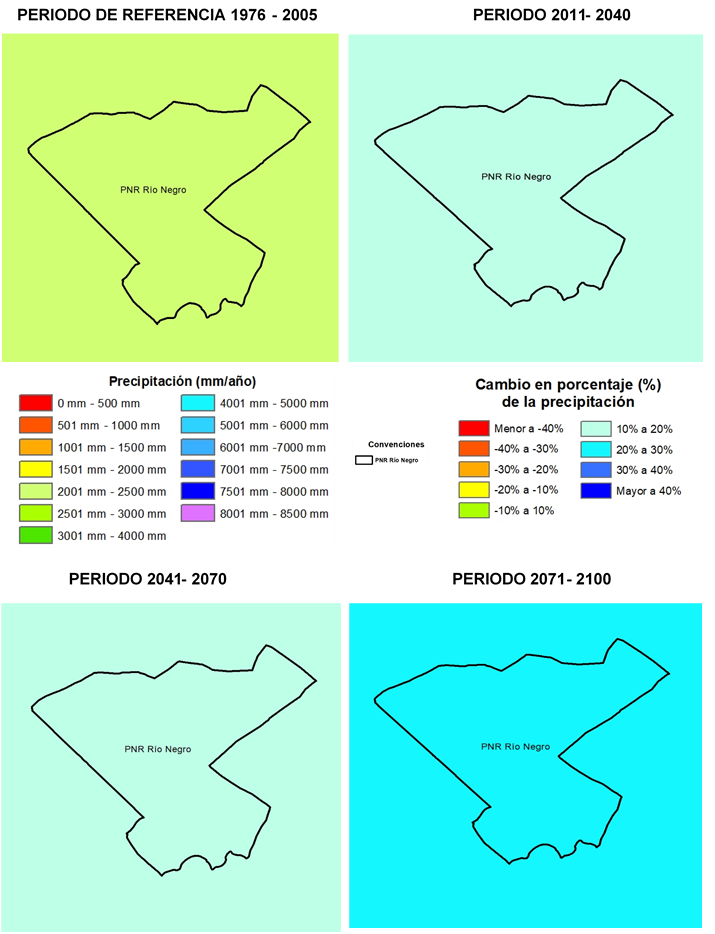 PERIODO DE REFERENCIA 1976 - 2005
PERIODO 2011- 2040
PNR Río Negro
PNR Río Negro
Precipitación (mm/año)
0 mm - 500 mm
501 mm - 1000 mm
1001 mm - 1500 mm
1501 mm - 2000 mm
2001 mm - 2500 mm
2501 mm - 3000 mm
3001 mm - 4000 mm
4001 mm - 5000 mm
5001 mm - 6000 mm
6001 mm -7000 mm
7001 mm - 7500 mm
7501 mm - 8000 mm
8001 mm - 8500 mm
Convenciones
PNR Río Negro
Cambio en porcentaje (%)
de la precipitación
Menor a -40%
-40% a -30%
-30% a -20%
-20% a -10%
-10% a 10%
10% a 20%
20% a 30%
30% a 40%
Mayor a 40%
PERIODO 2041- 2070
PERIODO 2071- 2100
PNR Río Negro
PNR Río Negro